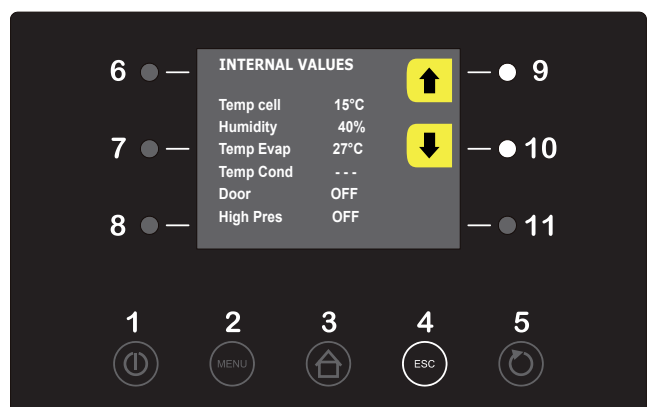 INTERNAL VALUES
6
9
Temp cell 15°C
Humidity 40%
7
Temp Evap 27°C
10
Temp Cond - - -
Door OFF
8
High Pres OFF
11
1 2 3 4 5
MENU ESC